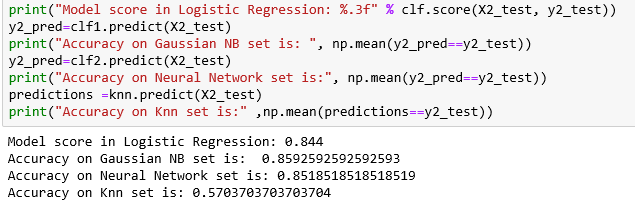 print("Model score in Logistic Regression: %.3f" % clf.score(X2_test, y2_test))
y2_pred=clf1.predict(X2_test)
print("Accuracy on Gaussian NB set is: ", np.mean(y2_pred==y2_test))
y2_pred=clf2.predict(X2_test)
print("Accuracy on Neural Network set is:", np.mean(y2_pred==y2_test))
predictions =knn.predict(X2_test)
print("Accuracy on Knn set is:" ,np.mean(predictions==y2_test))
Model score in Logistic Regression: 0.844
Accuracy on Gaussian NB set is:  0.8592592592592593
Accuracy on Neural Network set is: 0.8518518518518519
Accuracy on Knn set is: 0.5703703703703704